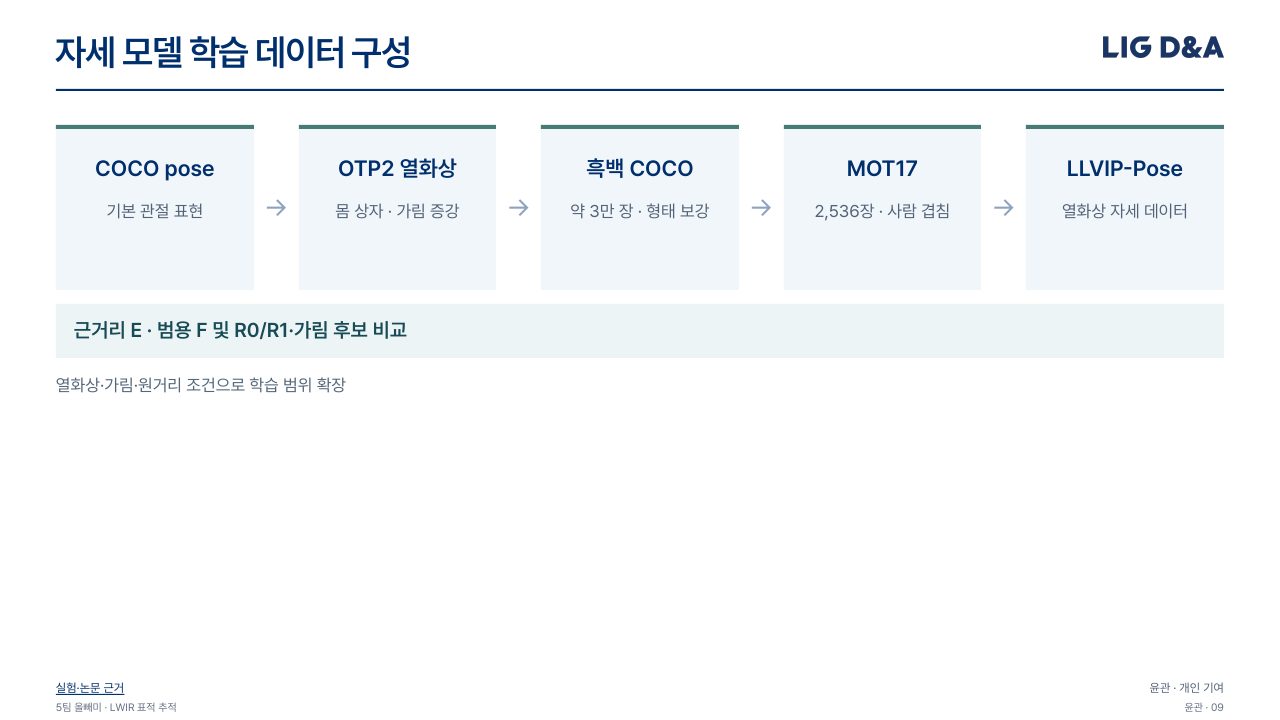 자세 모델 학습 데이터 구성
LIG D&A
COCO pose
기본 관절 표현
→
OTP2 열화상
몸 상자 · 가림 증강
→
흑백 COCO
약 3만 장 · 형태 보강
→
MOT17
2,536장 · 사람 겹침
→
LLVIP-Pose
열화상 자세 데이터
근거리 E · 범용 F 및 R0/R1·가림 후보 비교
열화상·가림·원거리 조건으로 학습 범위 확장
실험·논문 근거
5팀 올빼미 · LWIR 표적 추적
윤관 · 개인 기여
윤관 · 09